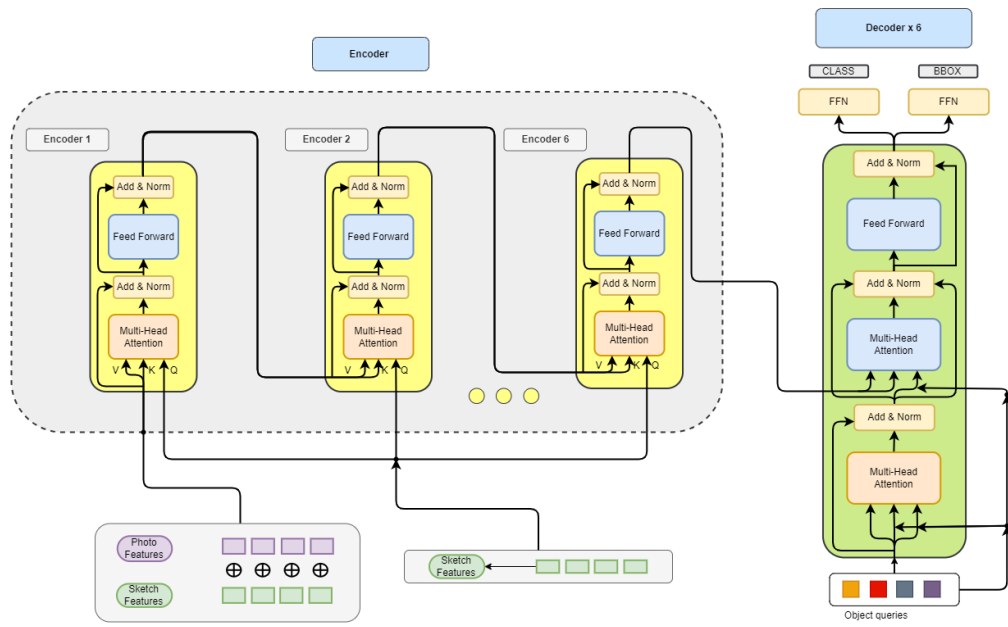 Encoder
Decoder x 6
CLASS
BBOX
FFN
FFN
Encoder 1
Encoder 2
Encoder 6
Add & Norm
Feed Forward
Add & Norm
Multi-Head
Attention
V
K
Q
Add & Norm
Feed Forward
Add & Norm
Multi-Head
Attention
V
K
Q
Add & Norm
Feed Forward
Add & Norm
Multi-Head
Attention
V
K
Q
Add & Norm
Feed Forward
Add & Norm
Multi-Head
Attention
Add & Norm
Multi-Head
Attention
Photo
Features
Sketch
Features
Sketch
Features
Object queries